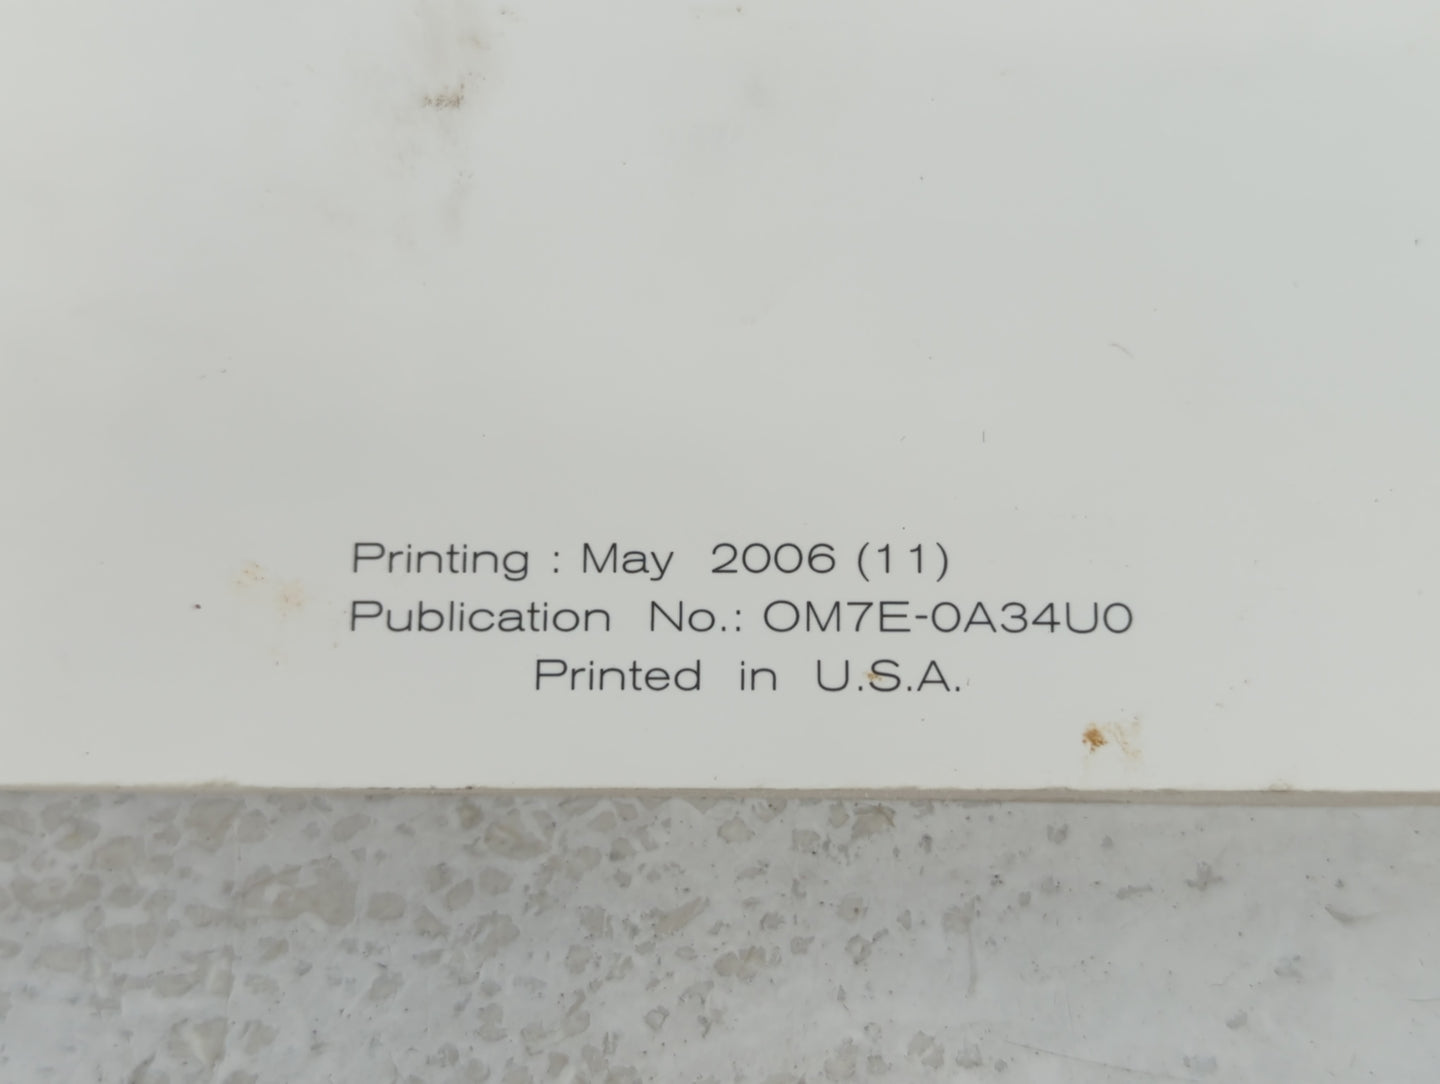 Printing : May 2006 (11)
Publication No.: OM7E-0A34U0
Printed in U.S.A.